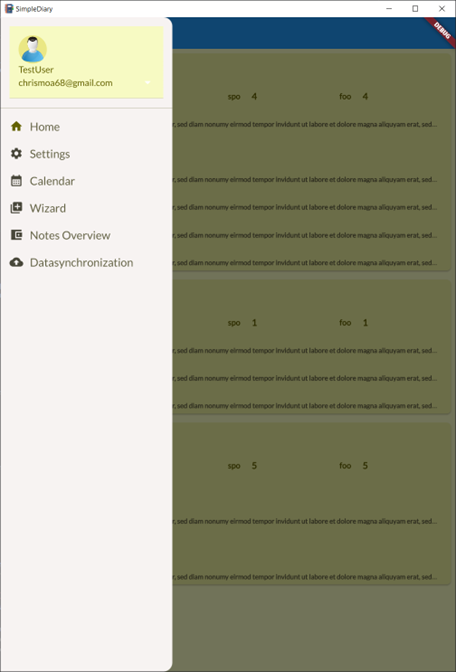 SimpleDiary
DEBUG
TestUser
chrismoa68@gmail.com
Home
Settings
Calendar
Wizard
Notes Overview
Datasynchronization
spo 4 foo 4
r, sed diam nonumy eirmod tempor invidunt ut labore et dolore magna aliquyam erat, sed...
r, sed diam nonumy eirmod tempor invidunt ut labore et dolore magna aliquyam erat, sed...
r, sed diam nonumy eirmod tempor invidunt ut labore et dolore magna aliquyam erat, sed...
r, sed diam nonumy eirmod tempor invidunt ut labore et dolore magna aliquyam erat, sed...
r, sed diam nonumy eirmod tempor invidunt ut labore et dolore magna aliquyam erat, sed...
spo 1 foo 1
r, sed diam nonumy eirmod tempor invidunt ut labore et dolore magna aliquyam erat, sed...
r, sed diam nonumy eirmod tempor invidunt ut labore et dolore magna aliquyam erat, sed...
r, sed diam nonumy eirmod tempor invidunt ut labore et dolore magna aliquyam erat, sed...
spo 5 foo 5
r, sed diam nonumy eirmod tempor invidunt ut labore et dolore magna aliquyam erat, sed...
r, sed diam nonumy eirmod tempor invidunt ut labore et dolore magna aliquyam erat, sed...